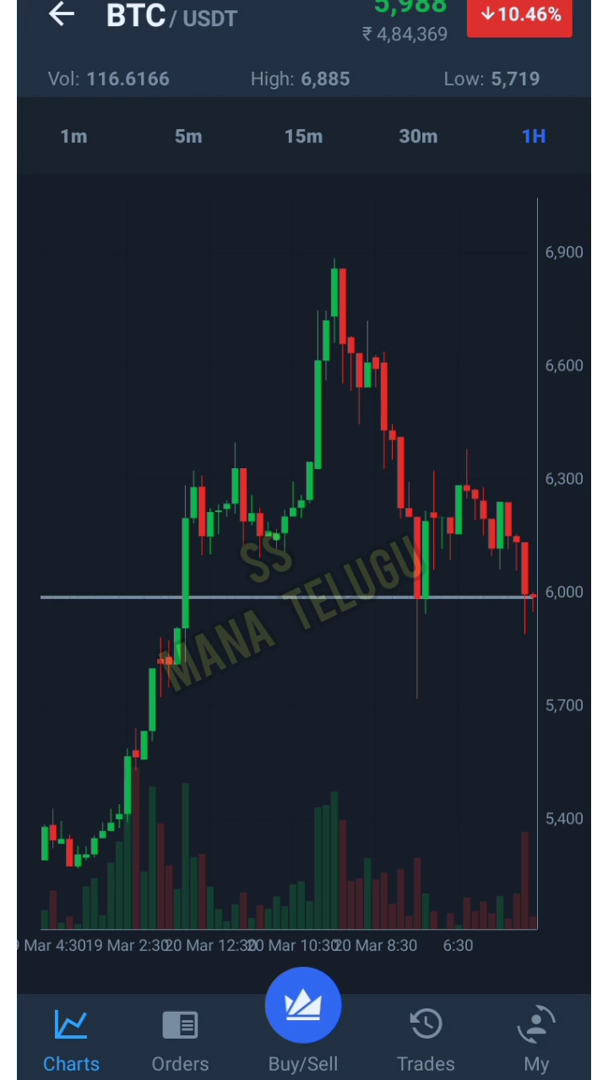 BTC / USDT 5,988 ↓10.46%
₹ 4,84,369
Vol: 116.6166 High: 6,885 Low: 5,719
1m 5m 15m 30m 1H
6,900
6,600
6,300
SS
MANA TELUGU
6,000
5,700
5,400
9 Mar 4:30 19 Mar 2:30 20 Mar 12:30 20 Mar 10:30 20 Mar 8:30 6:30
Charts Orders Buy/Sell Trades My